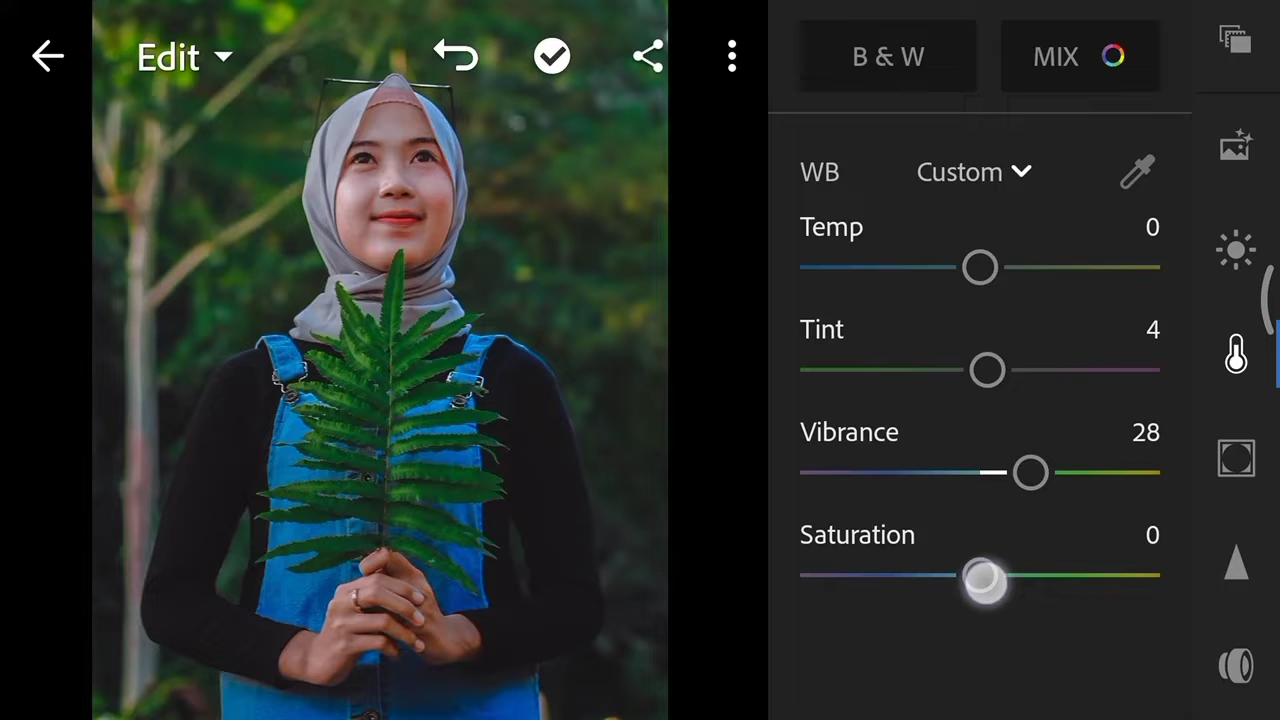 Edit
B & W
MIX
WB
Custom
Temp
0
Tint
4
Vibrance
28
Saturation
0